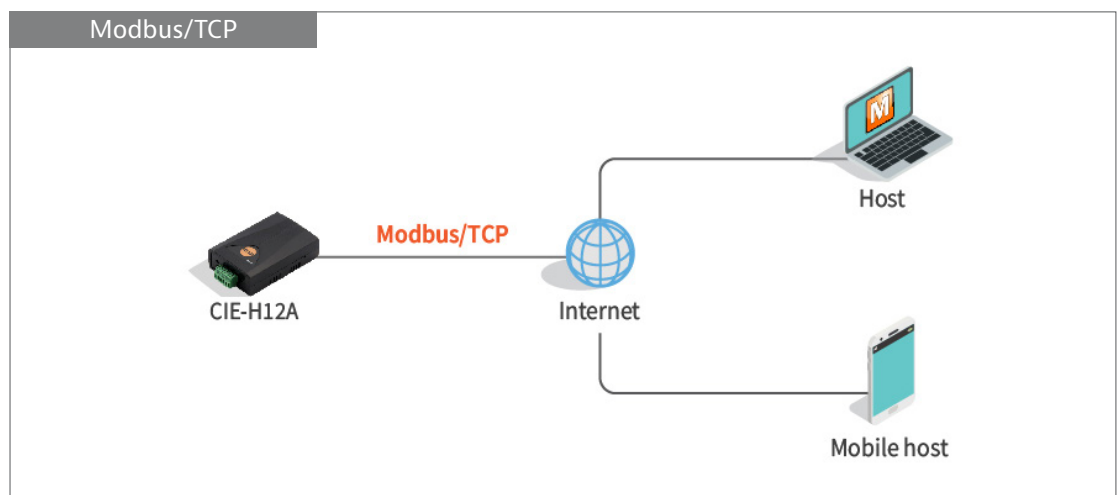 Modbus/TCP
M
Host
Modbus/TCP
CIE-H12A
Internet
Mobile host